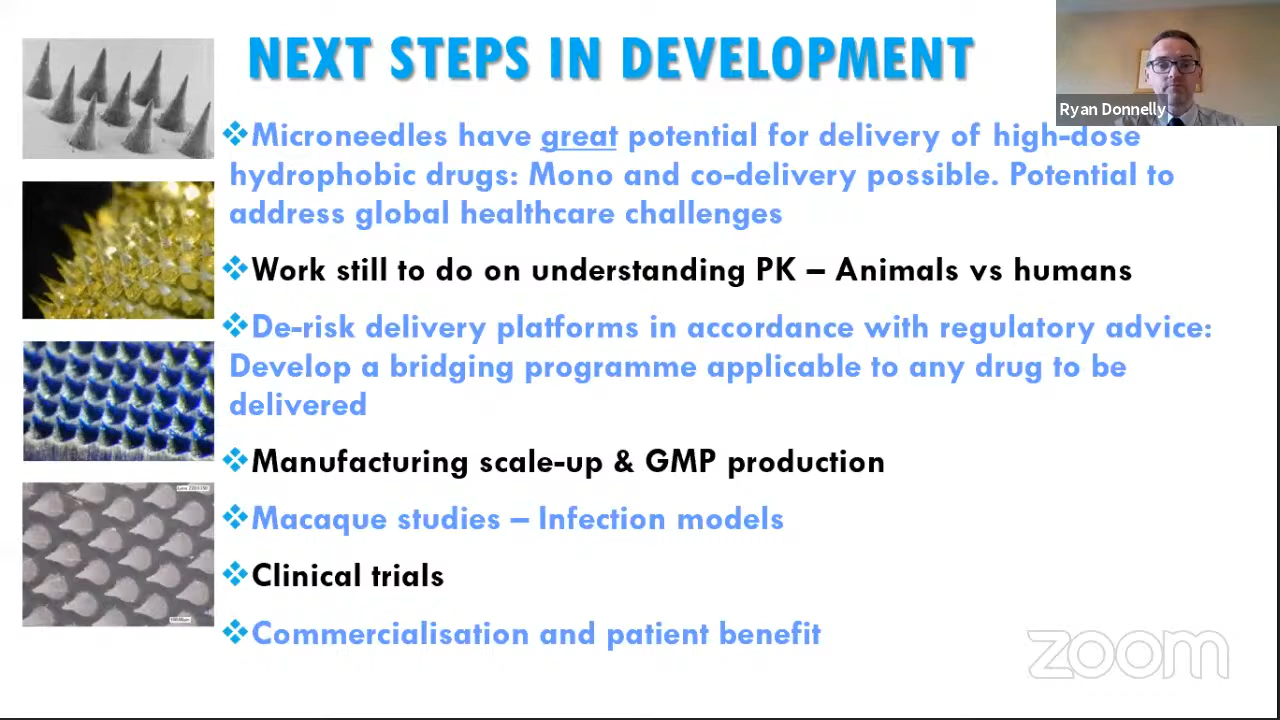 NEXT STEPS IN DEVELOPMENT
Ryan Donnelly
❖Microneedles have great potential for delivery of high-dose
hydrophobic drugs: Mono and co-delivery possible. Potential to
address global healthcare challenges
❖Work still to do on understanding PK – Animals vs humans
❖De-risk delivery platforms in accordance with regulatory advice:
Develop a bridging programme applicable to any drug to be
delivered
❖Manufacturing scale-up & GMP production
❖Macaque studies – Infection models
❖Clinical trials
❖Commercialisation and patient benefit
zoom